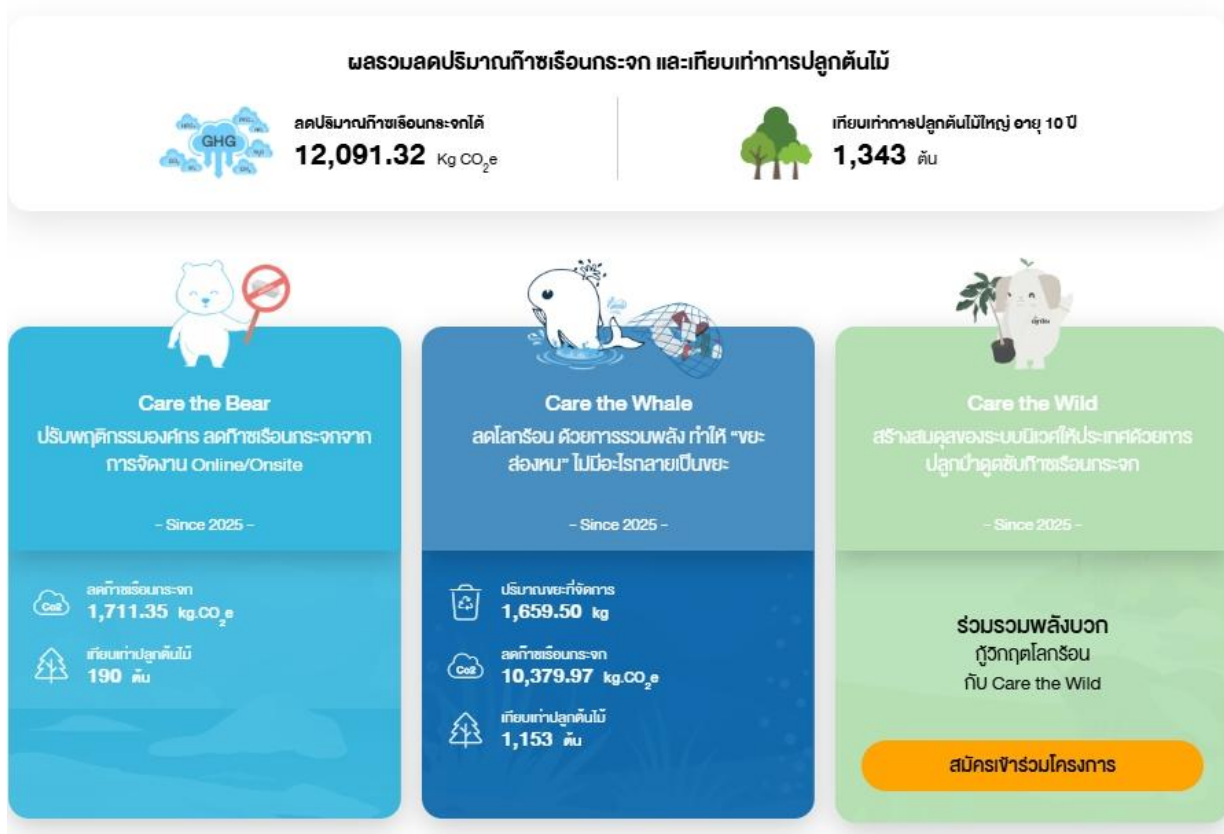 ผลรวมลดปริมาณก๊าซเรือนกระจก และเทียบเท่าการปลูกต้นไม้
GHG
ลดปริมาณก๊าซเรือนกระจกได้
12,091.32 Kg CO2e
เทียบเท่าการปลูกต้นไม้ใหญ่ อายุ 10 ปี
1,343 ต้น
Care the Bear
ปรับพฤติกรรมองค์กร ลดก๊าซเรือนกระจกจาก
การจัดงาน Online/Onsite
– Since 2025 –
Co2
ลดก๊าซเรือนกระจก
1,711.35 kg.CO2e
เทียบเท่าปลูกต้นไม้
190 ต้น
Care the Whale
ลดโลกร้อน ด้วยการรวมพลัง ทำให้ “ขยะ
ล่องหน” ไม่มีอะไรกลายเป็นขยะ
– Since 2025 –
ปริมาณขยะที่จัดการ
1,659.50 kg
Co2
ลดก๊าซเรือนกระจก
10,379.97 kg.CO2e
เทียบเท่าปลูกต้นไม้
1,153 ต้น
Care the Wild
สร้างสมดุลของระบบนิเวศให้ประเทศด้วยการ
ปลูกป่าดูดซับก๊าซเรือนกระจก
– Since 2025 –
ร่วมรวมพลังบวก
กู้วิกฤตโลกร้อน
กับ Care the Wild
สมัครเข้าร่วมโครงการ